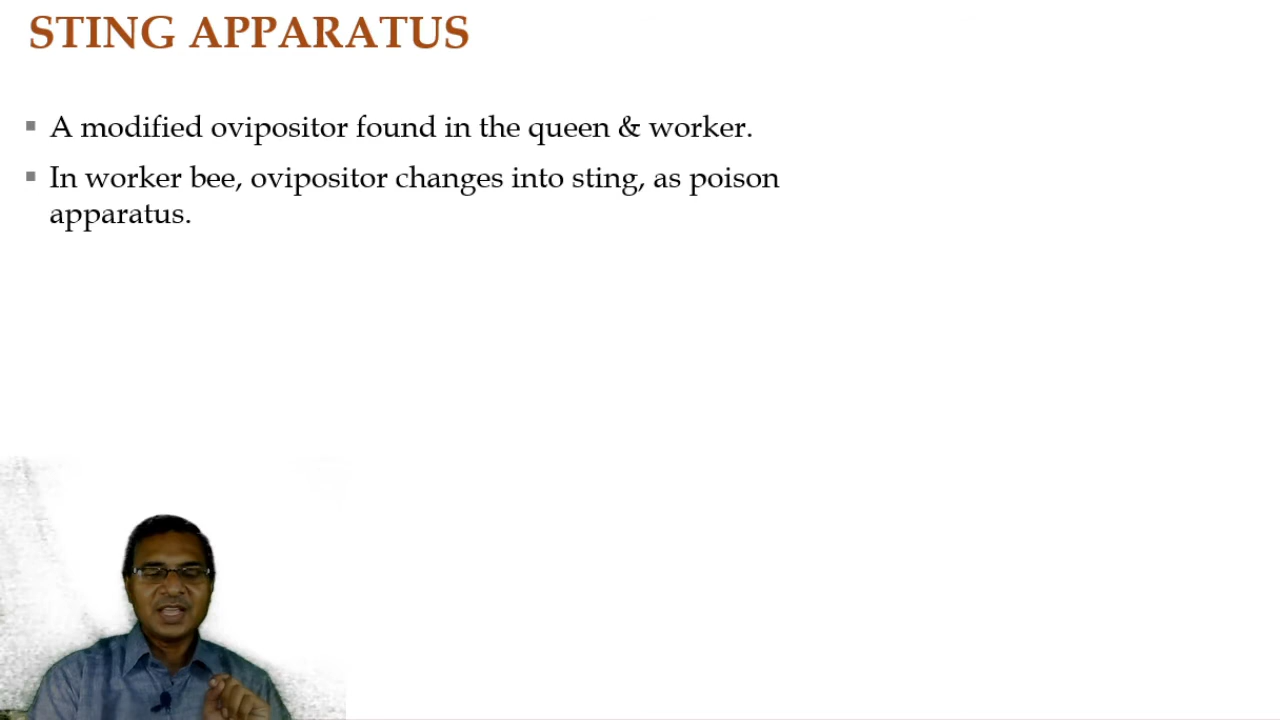 STING APPARATUS
▪ A modified ovipositor found in the queen & worker.
▪ In worker bee, ovipositor changes into sting, as poison
apparatus.